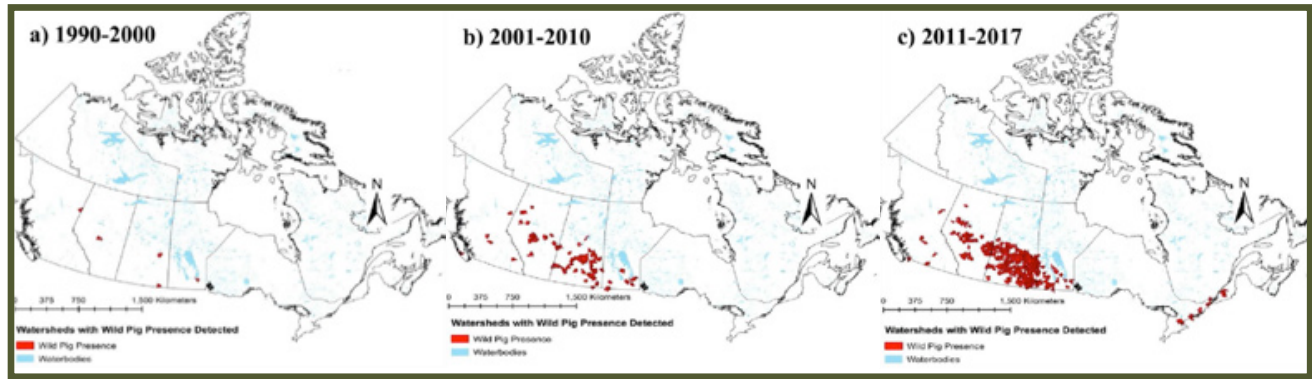 a) 1990-2000
N
0 375 750 1,500 Kilometers
Watersheds with Wild Pig Presence Detected
Wild Pig Presence
Waterbodies
b) 2001-2010
N
0 375 750 1,500 Kilometers
Watersheds with Wild Pig Presence Detected
Wild Pig Presence
Waterbodies
c) 2011-2017
N
0 375 750 1,500 Kilometers
Watersheds with Wild Pig Presence Detected
Wild Pig Presence
Waterbodies